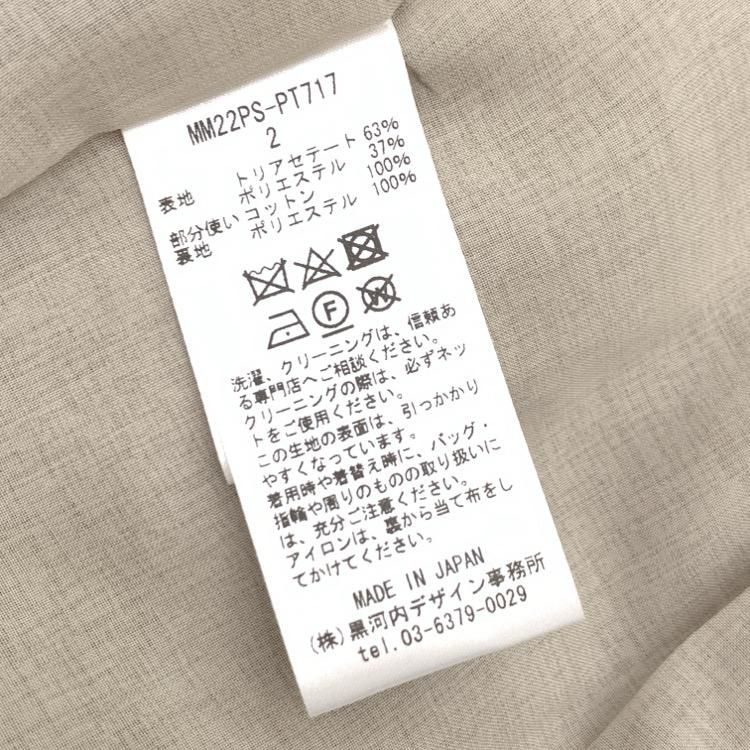 MM22PS-PT717
2
表地 トリアセテート 63%
ポリエステル 37%
部分使い コットン 100%
裏地 ポリエステル 100%
F
W
洗濯、クリーニングは、信頼あ
る専門店へご相談ください。
クリーニングの際は、必ずネッ
トをご使用ください。
この生地の表面は、引っかかり
やすくなっています。
着用時や着替え時に、バッグ・
指輪や周りのものの取り扱いに
は、充分ご注意ください。
アイロンは、裏から当て布をし
てかけてください。
MADE IN JAPAN
(株)黒河内デザイン事務所
tel.03-6379-0029